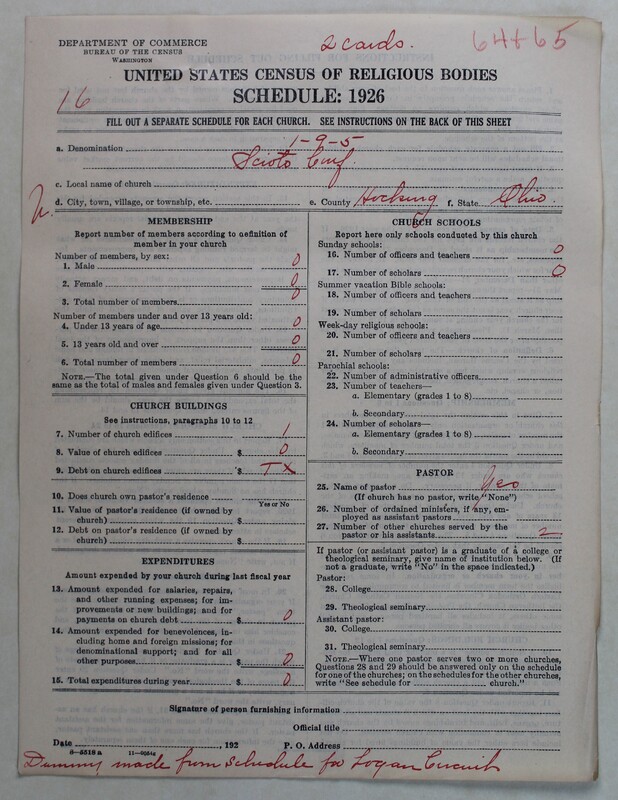 DEPARTMENT OF COMMERCE
BUREAU OF THE CENSUS
WASHINGTON
2 cards.
64+65
UNITED STATES CENSUS OF RELIGIOUS BODIES
16
SCHEDULE: 1926
FILL OUT A SEPARATE SCHEDULE FOR EACH CHURCH. SEE INSTRUCTIONS ON THE BACK OF THIS SHEET
a. Denomination 1-9-5
Scioto Conf
c. Local name of church
d. City, town, village, or township, etc. e. County Hocking f. State Ohio.
MEMBERSHIP
Report number of members according to definition of
member in your church
Number of members, by sex:
1. Male 0
2. Female 0
3. Total number of members 0
Number of members under and over 13 years old:
4. Under 13 years of age 0
5. 13 years old and over 0
6. Total number of members 0
NOTE.—The total given under Question 6 should be
the same as the total of males and females given under Question 3.
CHURCH BUILDINGS
See instructions, paragraphs 10 to 12
7. Number of church edifices 1
8. Value of church edifices $ 0
9. Debt on church edifices $ TX
10. Does church own pastor's residence
Yes or No
11. Value of pastor's residence (if owned by
church) $
12. Debt on pastor's residence (if owned by
church) $
EXPENDITURES
Amount expended by your church during last fiscal year
13. Amount expended for salaries, repairs,
and other running expenses; for im-
provements or new buildings; and for
payments on church debt $ 0
14. Amount expended for benevolences, in-
cluding home and foreign missions; for
denominational support; and for all
other purposes $ 0
15. Total expenditures during year $ 0
CHURCH SCHOOLS
Report here only schools conducted by this church
Sunday schools:
16. Number of officers and teachers 0
17. Number of scholars 0
Summer vacation Bible schools:
18. Number of officers and teachers
19. Number of scholars
Week-day religious schools:
20. Number of officers and teachers
21. Number of scholars
Parochial schools:
22. Number of administrative officers
23. Number of teachers—
a. Elementary (grades 1 to 8)
b. Secondary
24. Number of scholars—
a. Elementary (grades 1 to 8)
b. Secondary
PASTOR
25. Name of pastor Yes
(If church has no pastor, write "None")
26. Number of ordained ministers, if any, em-
ployed as assistant pastors
27. Number of other churches served by the
pastor or his assistants 2
If pastor (or assistant pastor) is a graduate of a college or
theological seminary, give name of institution below. (If
not a graduate, write "No" in the space indicated.)
Pastor:
28. College
29. Theological seminary
Assistant pastor:
30. College
31. Theological seminary
NOTE.—Where one pastor serves two or more churches,
Questions 28 and 29 should be answered only on the schedule
for one of the churches; on the schedules for the other churches,
write "See schedule for church."
Signature of person furnishing information
Official title
Date , 192 P. O. Address
8-5518 a
Dummy made from schedule for Logan Circuit